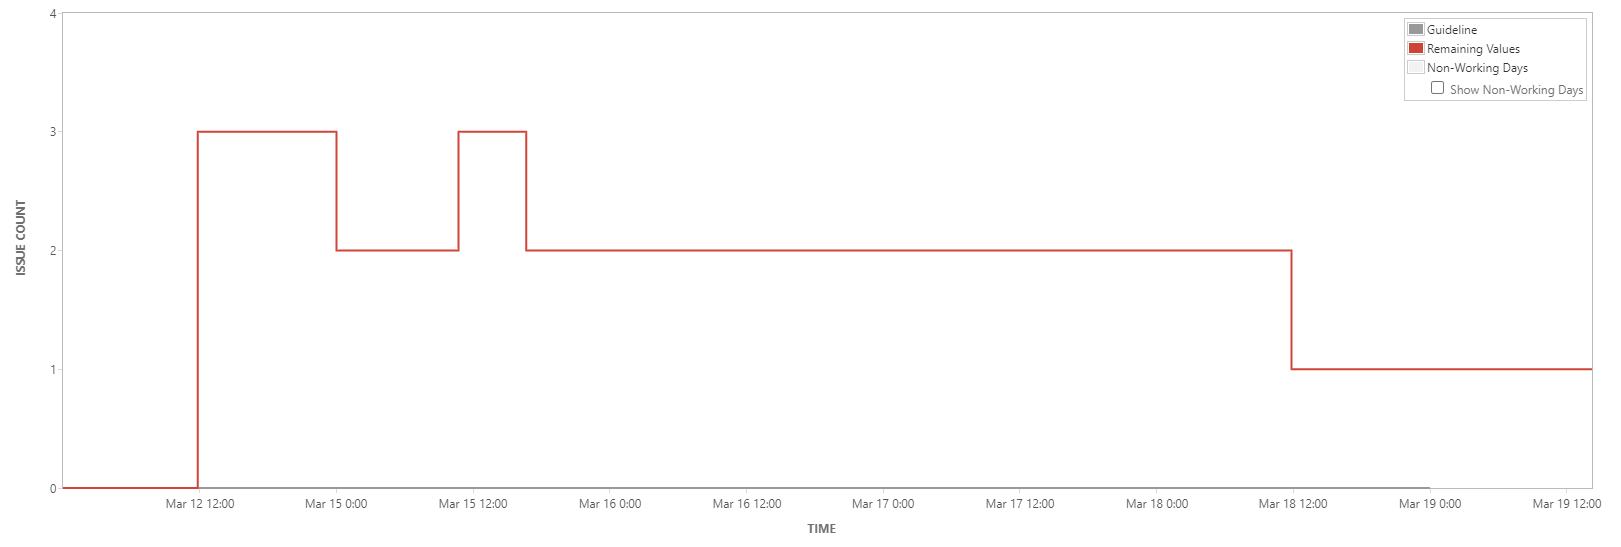 4
3
2
1
0
ISSUE COUNT
Guideline
Remaining Values
Non-Working Days
Show Non-Working Days
Mar 12 12:00
Mar 15 0:00
Mar 15 12:00
Mar 16 0:00
Mar 16 12:00
Mar 17 0:00
Mar 17 12:00
Mar 18 0:00
Mar 18 12:00
Mar 19 0:00
Mar 19 12:00
TIME